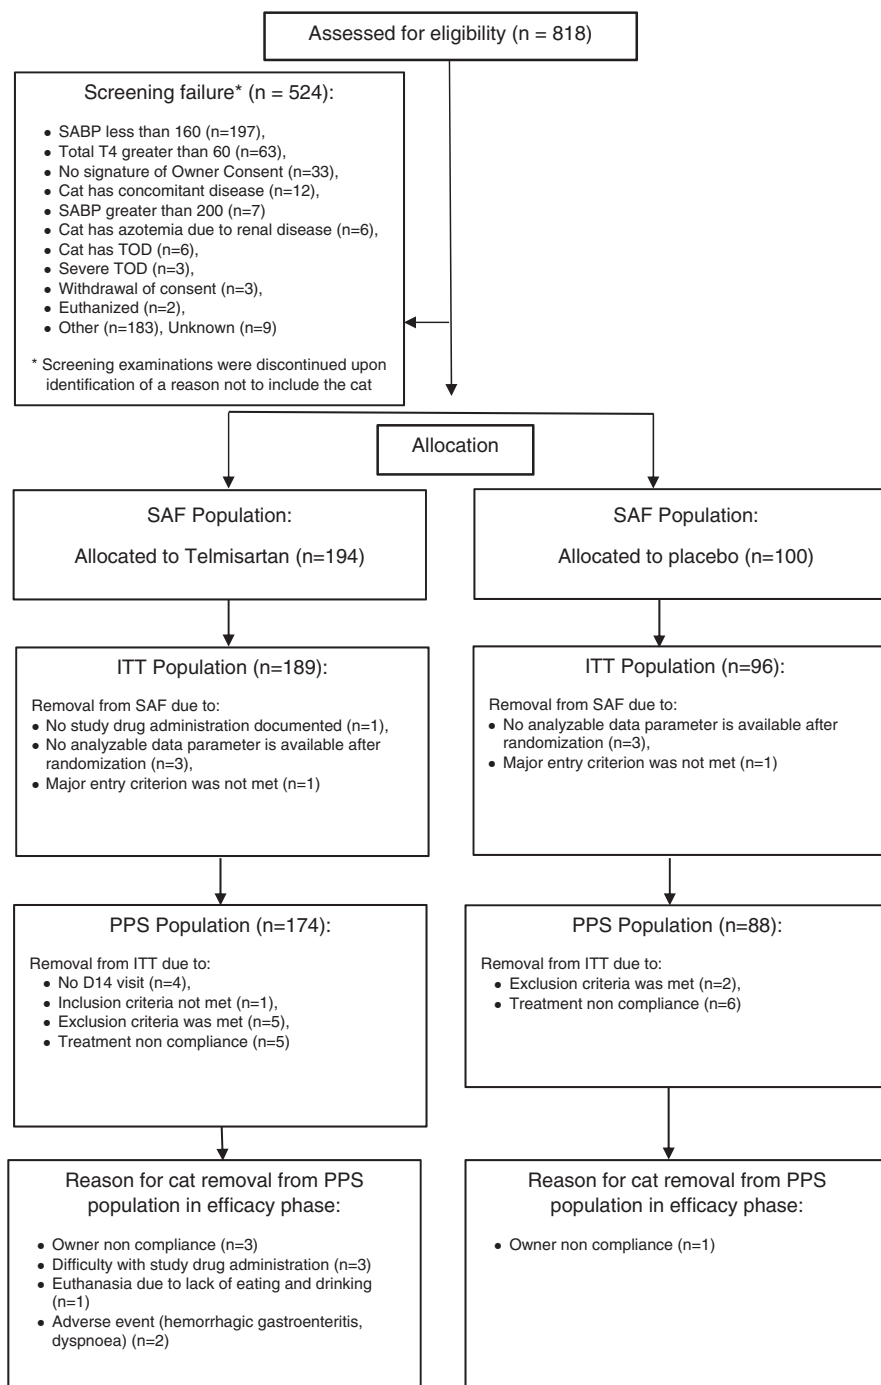 Assessed for eligibility (n = 818)
Screening failure* (n = 524):
• SABP less than 160 (n=197),
• Total T4 greater than 60 (n=63),
• No signature of Owner Consent (n=33),
• Cat has concomitant disease (n=12),
• SABP greater than 200 (n=7)
• Cat has azotemia due to renal disease (n=6),
• Cat has TOD (n=6),
• Severe TOD (n=3),
• Withdrawal of consent (n=3),
• Euthanized (n=2),
• Other (n=183), Unknown (n=9)
* Screening examinations were discontinued upon
identification of a reason not to include the cat
Allocation
SAF Population:
Allocated to Telmisartan (n=194)
SAF Population:
Allocated to placebo (n=100)
ITT Population (n=189):
Removal from SAF due to:
• No study drug administration documented (n=1),
• No analyzable data parameter is available after
randomization (n=3),
• Major entry criterion was not met (n=1)
ITT Population (n=96):
Removal from SAF due to:
• No analyzable data parameter is available after
randomization (n=3),
• Major entry criterion was not met (n=1)
PPS Population (n=174):
Removal from ITT due to:
• No D14 visit (n=4),
• Inclusion criteria not met (n=1),
• Exclusion criteria was met (n=5),
• Treatment non compliance (n=5)
PPS Population (n=88):
Removal from ITT due to:
• Exclusion criteria was met (n=2),
• Treatment non compliance (n=6)
Reason for cat removal from PPS
population in efficacy phase:
• Owner non compliance (n=3)
• Difficulty with study drug administration (n=3)
• Euthanasia due to lack of eating and drinking
(n=1)
• Adverse event (hemorrhagic gastroenteritis,
dyspnoea) (n=2)
Reason for cat removal from PPS
population in efficacy phase:
• Owner non compliance (n=1)